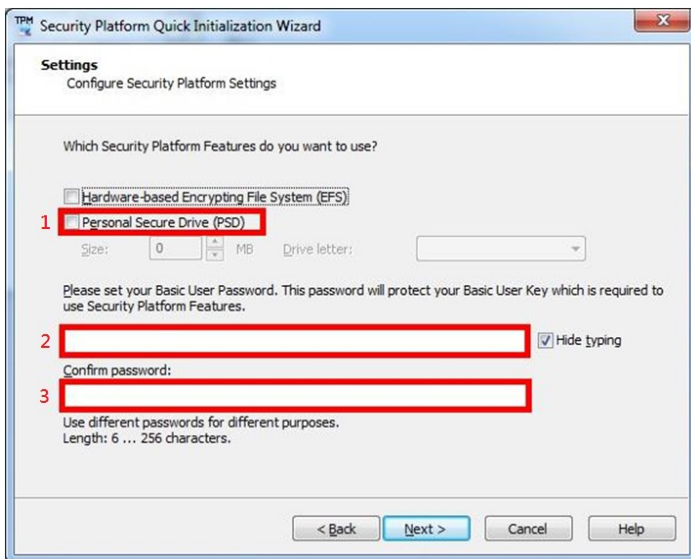 TPM Security Platform Quick Initialization Wizard
Settings
Configure Security Platform Settings
Which Security Platform Features do you want to use?
Hardware-based Encrypting File System (EFS)
1 Personal Secure Drive (PSD)
Size: 0 MB Drive letter:
Please set your Basic User Password. This password will protect your Basic User Key which is required to
use Security Platform Features.
2 Hide typing
Confirm password:
3
Use different passwords for different purposes.
Length: 6 ... 256 characters.
< Back Next > Cancel Help